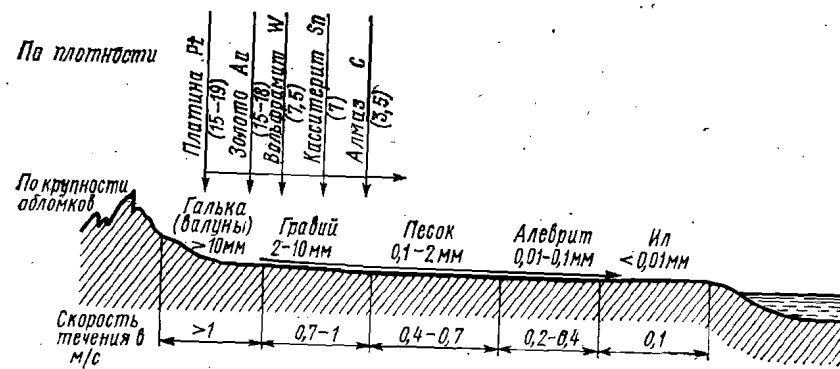 По плотности
Платина Pt
(15-19)
Золото Au
(15-18)
Вольфрамит W
(7,5)
Касситерит Sn
(7)
Алмаз C
(3,5)
По крупности
обломков
Галька
(валуны)
>10мм
Гравий
2-10мм
Песок
0,1-2мм
Алеврит
0,01-0,1мм
Ил
<0,01мм
Скорость
течения в
м/с
>1
0,7-1
0,4-0,7
0,2-0,4
0,1